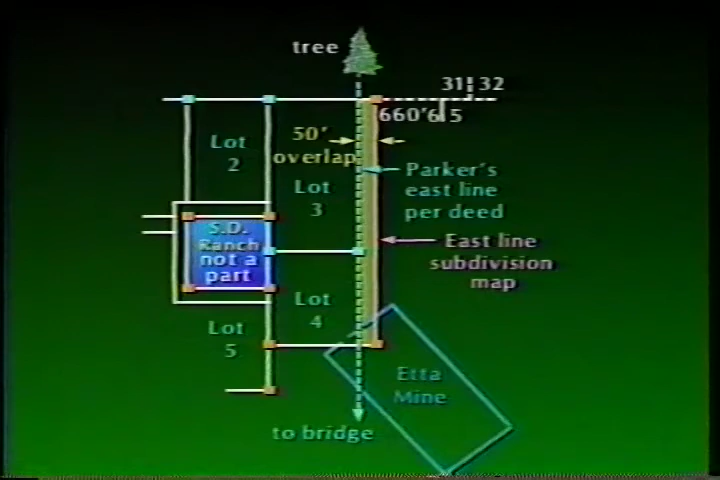 tree
31 32
660' 6 5
50'
overlap
Lot
2
Lot
3
Parker's
east line
per deed
S.D.
Ranch
not a
part
East line
subdivision
map
Lot
4
Lot
5
Etta
Mine
to bridge